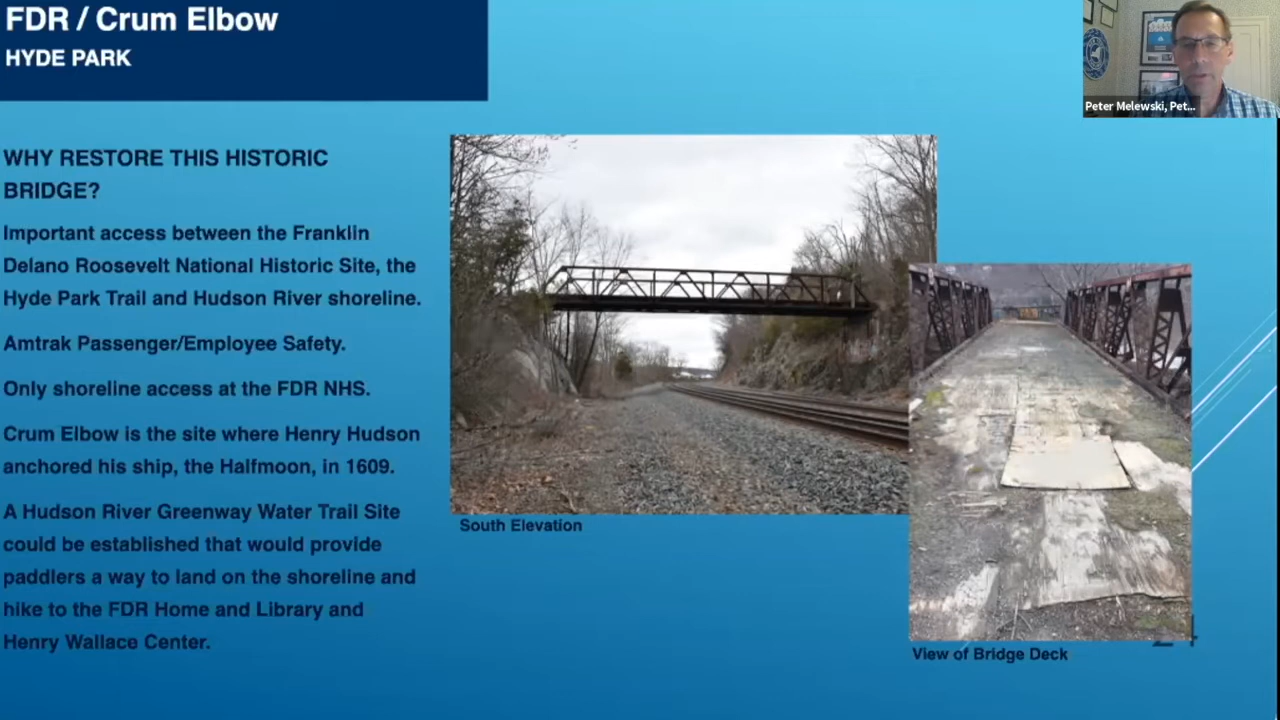 FDR / Crum Elbow
HYDE PARK
Peter Melewski, Pet...
WHY RESTORE THIS HISTORIC
BRIDGE?
Important access between the Franklin
Delano Roosevelt National Historic Site, the
Hyde Park Trail and Hudson River shoreline.
Amtrak Passenger/Employee Safety.
Only shoreline access at the FDR NHS.
Crum Elbow is the site where Henry Hudson
anchored his ship, the Halfmoon, in 1609.
A Hudson River Greenway Water Trail Site
could be established that would provide
paddlers a way to land on the shoreline and
hike to the FDR Home and Library and
Henry Wallace Center.
South Elevation
View of Bridge Deck